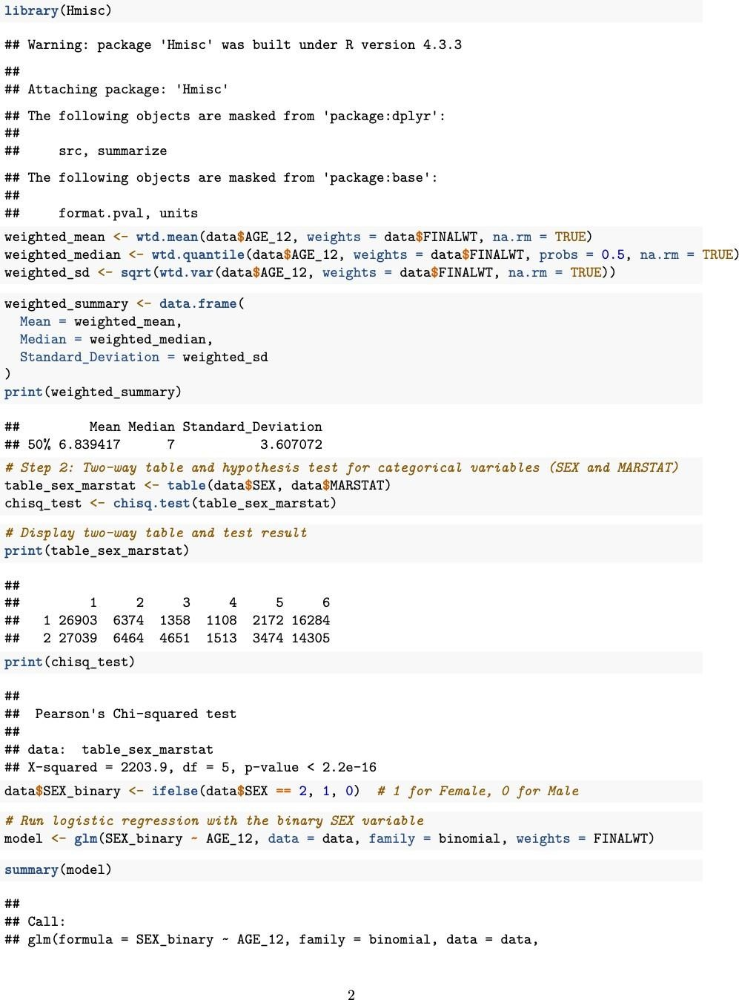 library(Hmisc)
## Warning: package 'Hmisc' was built under R version 4.3.3
##
## Attaching package: 'Hmisc'
## The following objects are masked from 'package:dplyr':
##
##     src, summarize
## The following objects are masked from 'package:base':
##
##     format.pval, units
weighted_mean <- wtd.mean(data$AGE_12, weights = data$FINALWT, na.rm = TRUE)
weighted_median <- wtd.quantile(data$AGE_12, weights = data$FINALWT, probs = 0.5, na.rm = TRUE)
weighted_sd <- sqrt(wtd.var(data$AGE_12, weights = data$FINALWT, na.rm = TRUE))
weighted_summary <- data.frame(
  Mean = weighted_mean,
  Median = weighted_median,
  Standard_Deviation = weighted_sd
)
print(weighted_summary)
##         Mean Median Standard_Deviation
## 50% 6.839417      7           3.607072
# Step 2: Two-way table and hypothesis test for categorical variables (SEX and MARSTAT)
table_sex_marstat <- table(data$SEX, data$MARSTAT)
chisq_test <- chisq.test(table_sex_marstat)
# Display two-way table and test result
print(table_sex_marstat)
##
##         1     2     3     4     5     6
##   1 26903  6374  1358  1108  2172 16284
##   2 27039  6464  4651  1513  3474 14305
print(chisq_test)
##
##  Pearson's Chi-squared test
##
## data:  table_sex_marstat
## X-squared = 2203.9, df = 5, p-value < 2.2e-16
data$SEX_binary <- ifelse(data$SEX == 2, 1, 0)  # 1 for Female, 0 for Male
# Run logistic regression with the binary SEX variable
model <- glm(SEX_binary ~ AGE_12, data = data, family = binomial, weights = FINALWT)
summary(model)
##
## Call:
## glm(formula = SEX_binary ~ AGE_12, family = binomial, data = data,
2